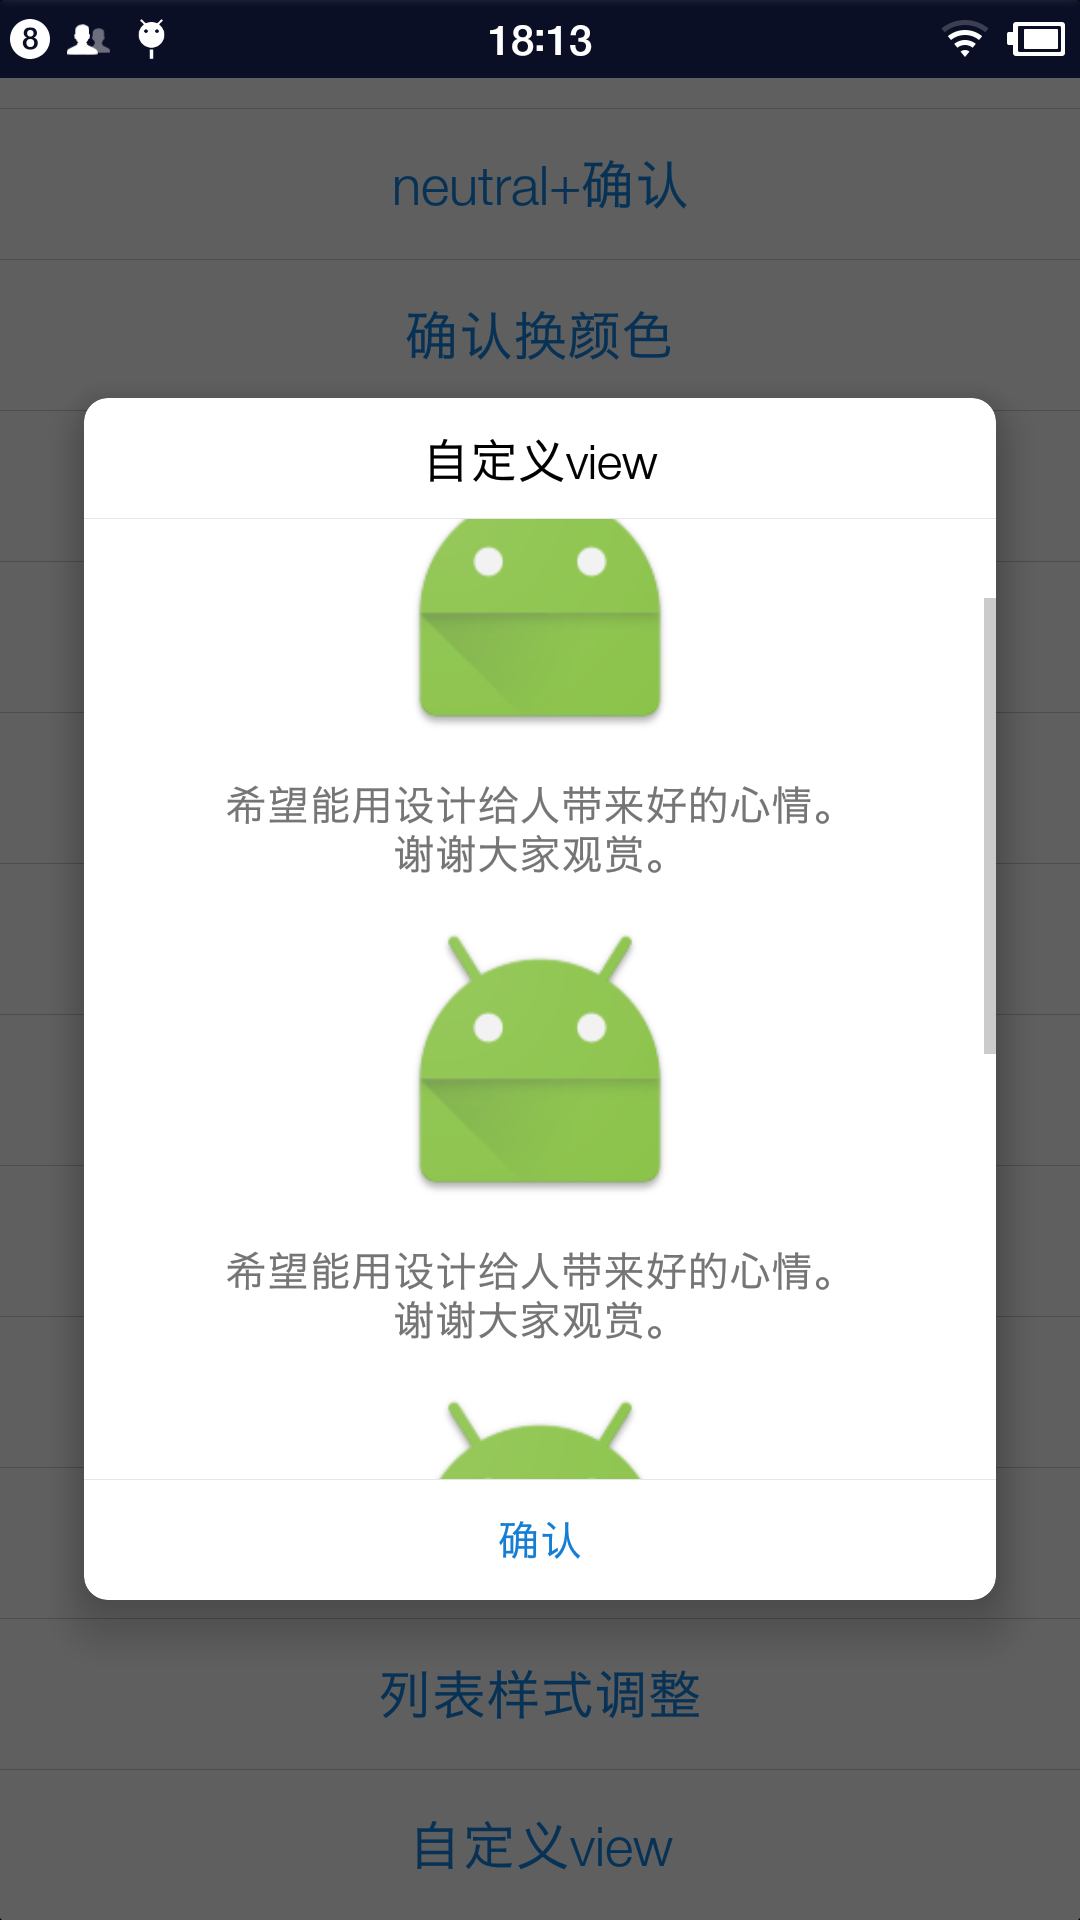 8
18:13
neutral+确认
确认换颜色
自定义view
希望能用设计给人带来好的心情。
谢谢大家观赏。
希望能用设计给人带来好的心情。
谢谢大家观赏。
确认
列表样式调整
自定义view